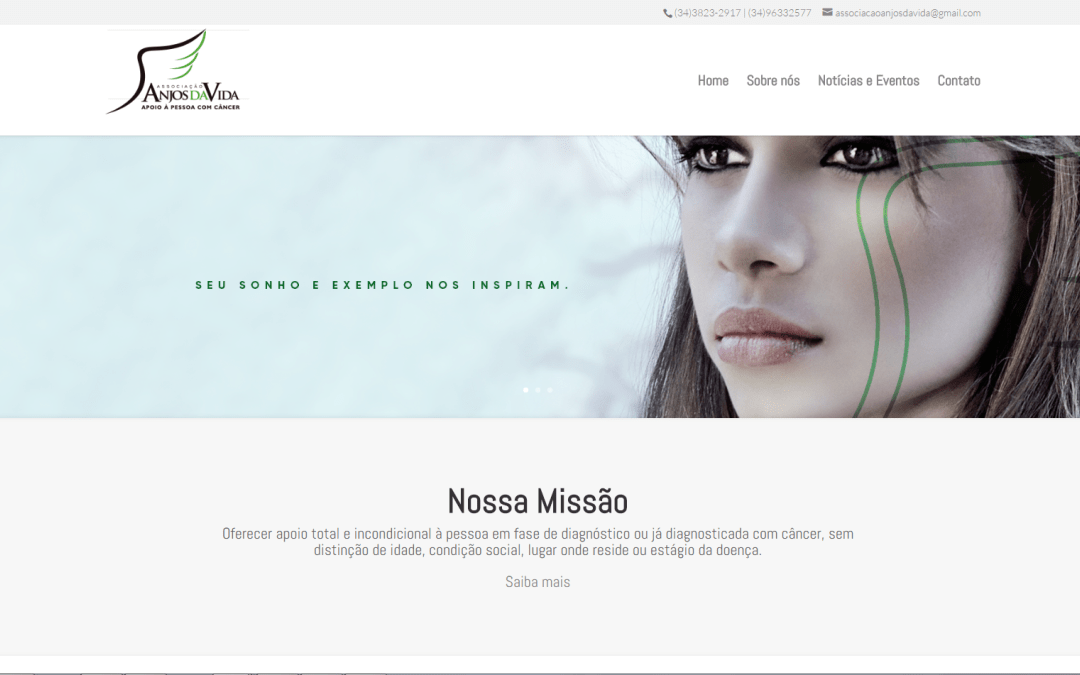 (34)3823-2917 | (34)96332577 associacaoanjosdavida@gmail.com
ASSOCIAÇÃO
ANJOS DA VIDA
APOIO À PESSOA COM CÂNCER
Home Sobre nós Notícias e Eventos Contato
SEU SONHO E EXEMPLO NOS INSPIRAM.
Nossa Missão
Oferecer apoio total e incondicional à pessoa em fase de diagnóstico ou já diagnosticada com câncer, sem
distinção de idade, condição social, lugar onde reside ou estágio da doença.
Saiba mais